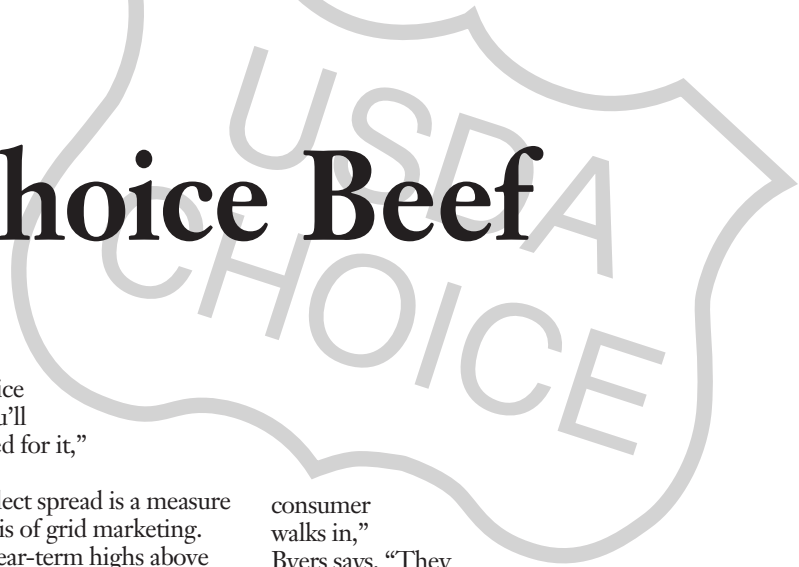 USDA
CHOICE
hoice Beef
ice
u’ll
ed for it,”
lect spread is a measure
is of grid marketing.
ear-term highs above
consumer
walks in,”
Byers says. “They